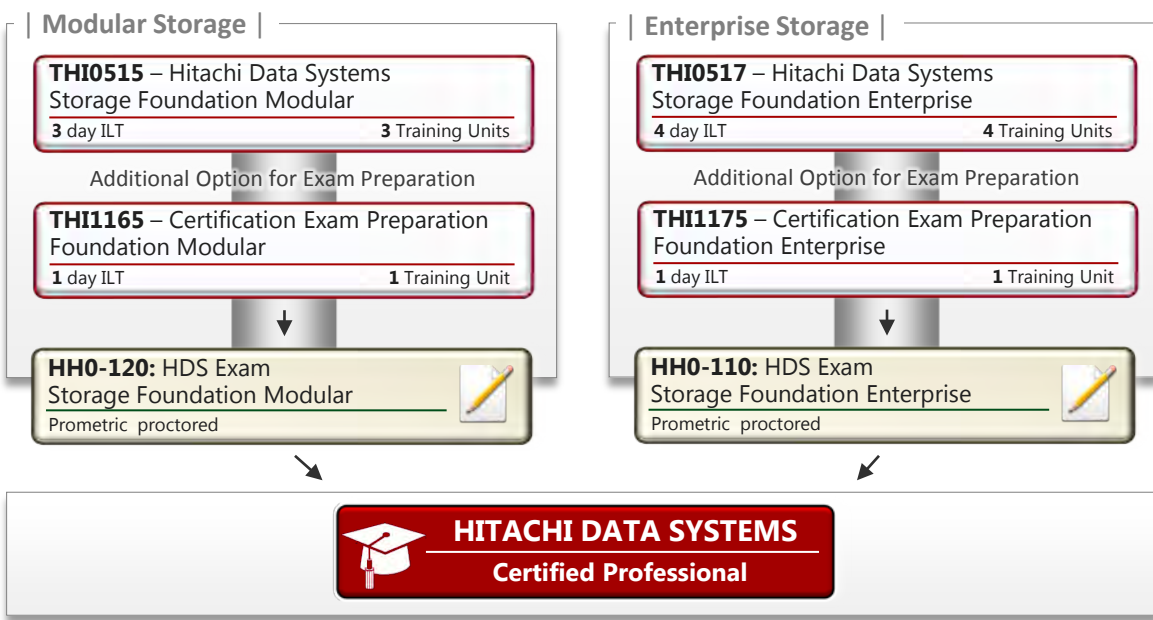 | Modular Storage |
THI0515 – Hitachi Data Systems
Storage Foundation Modular
3 day ILT 3 Training Units
Additional Option for Exam Preparation
THI1165 – Certification Exam Preparation
Foundation Modular
1 day ILT 1 Training Unit
HH0-120: HDS Exam
Storage Foundation Modular
Prometric proctored
| Enterprise Storage |
THI0517 – Hitachi Data Systems
Storage Foundation Enterprise
4 day ILT 4 Training Units
Additional Option for Exam Preparation
THI1175 – Certification Exam Preparation
Foundation Enterprise
1 day ILT 1 Training Unit
HH0-110: HDS Exam
Storage Foundation Enterprise
Prometric proctored
HITACHI DATA SYSTEMS
Certified Professional